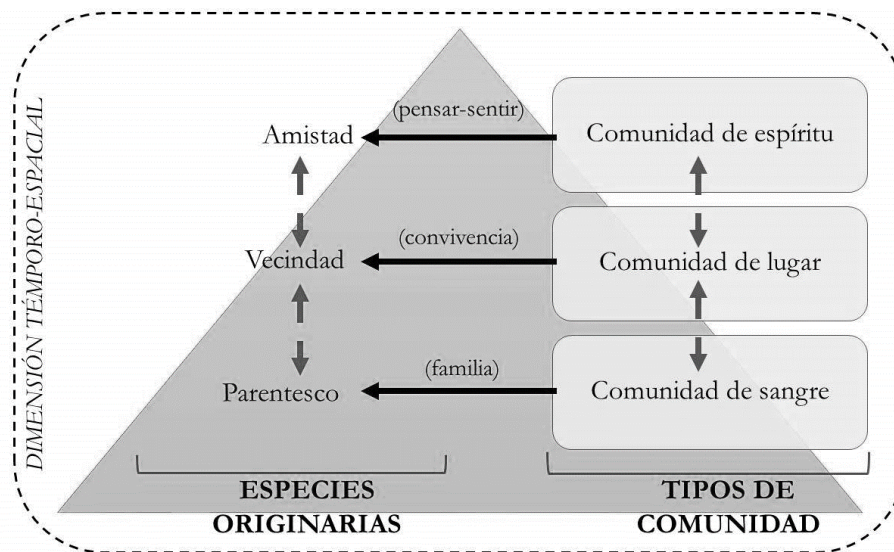 DIMENSIÓN TÉMPORO-ESPACIAL
(pensar-sentir)
Amistad
Comunidad de espíritu
(convivencia)
Vecindad
Comunidad de lugar
(familia)
Parentesco
Comunidad de sangre
ESPECIES
ORIGINARIAS
TIPOS DE
COMUNIDAD